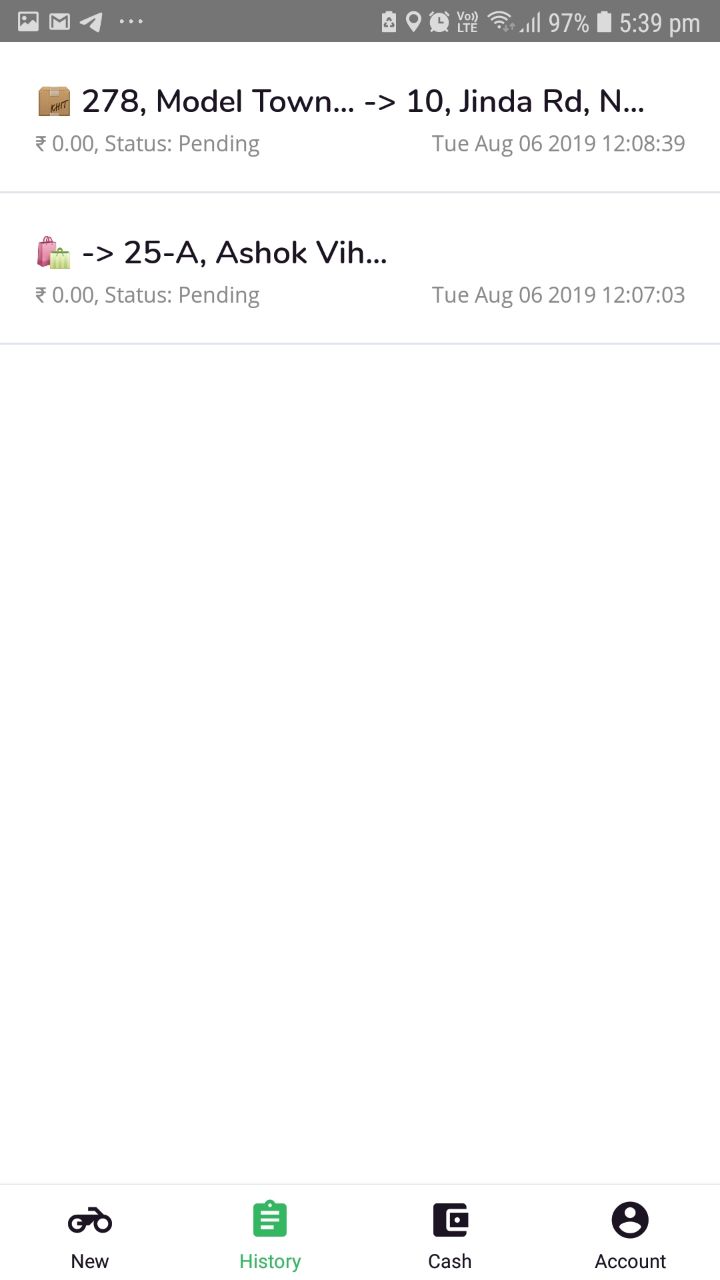 97% 5:39 pm
278, Model Town... -> 10, Jinda Rd, N...
₹ 0.00, Status: Pending Tue Aug 06 2019 12:08:39
-> 25-A, Ashok Vih...
₹ 0.00, Status: Pending Tue Aug 06 2019 12:07:03
New History Cash Account